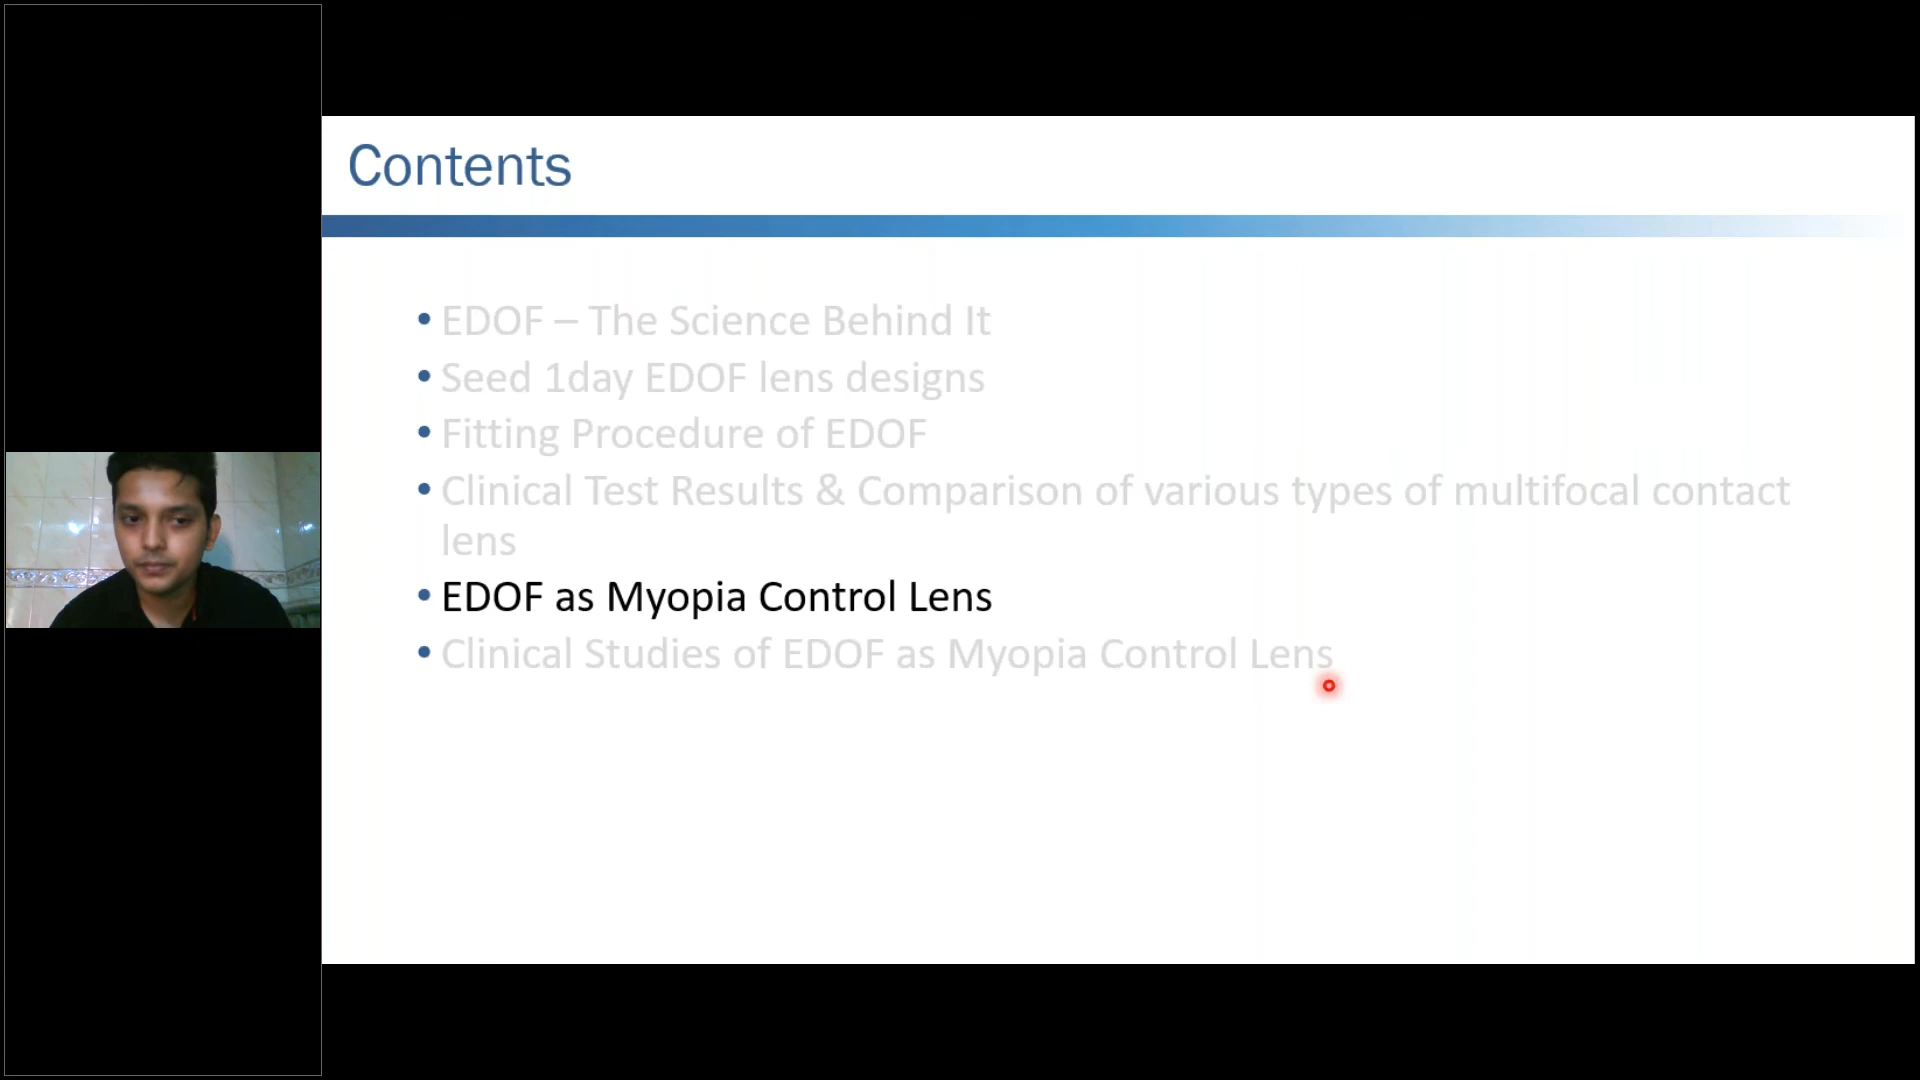 Contents
• EDOF – The Science Behind It
• Seed 1day EDOF lens designs
• Fitting Procedure of EDOF
• Clinical Test Results & Comparison of various types of multifocal contact
lens
• EDOF as Myopia Control Lens
• Clinical Studies of EDOF as Myopia Control Lens